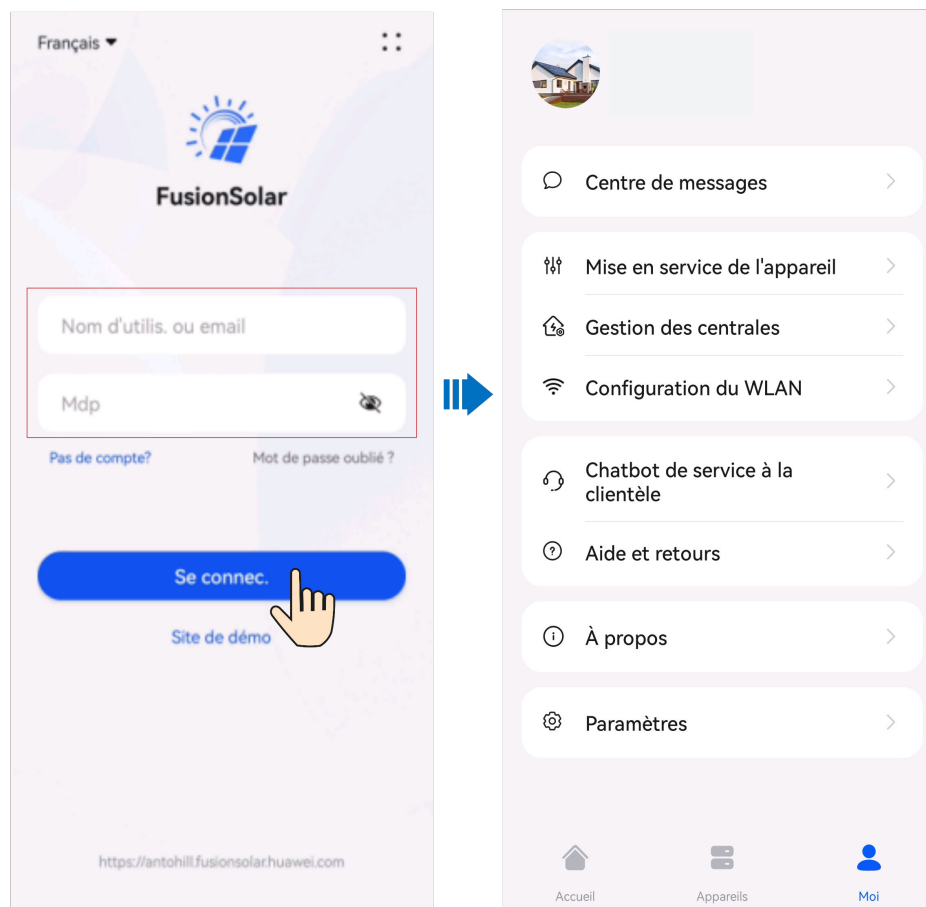 Français
FusionSolar
Nom d'utilis. ou email
Mdp
Pas de compte?
Mot de passe oublié ?
Se connec.
Site de démo
https://antohill.fusionsolar.huawei.com
Centre de messages
Mise en service de l'appareil
Gestion des centrales
Configuration du WLAN
Chatbot de service à la
clientèle
Aide et retours
À propos
Paramètres
Accueil
Appareils
Moi